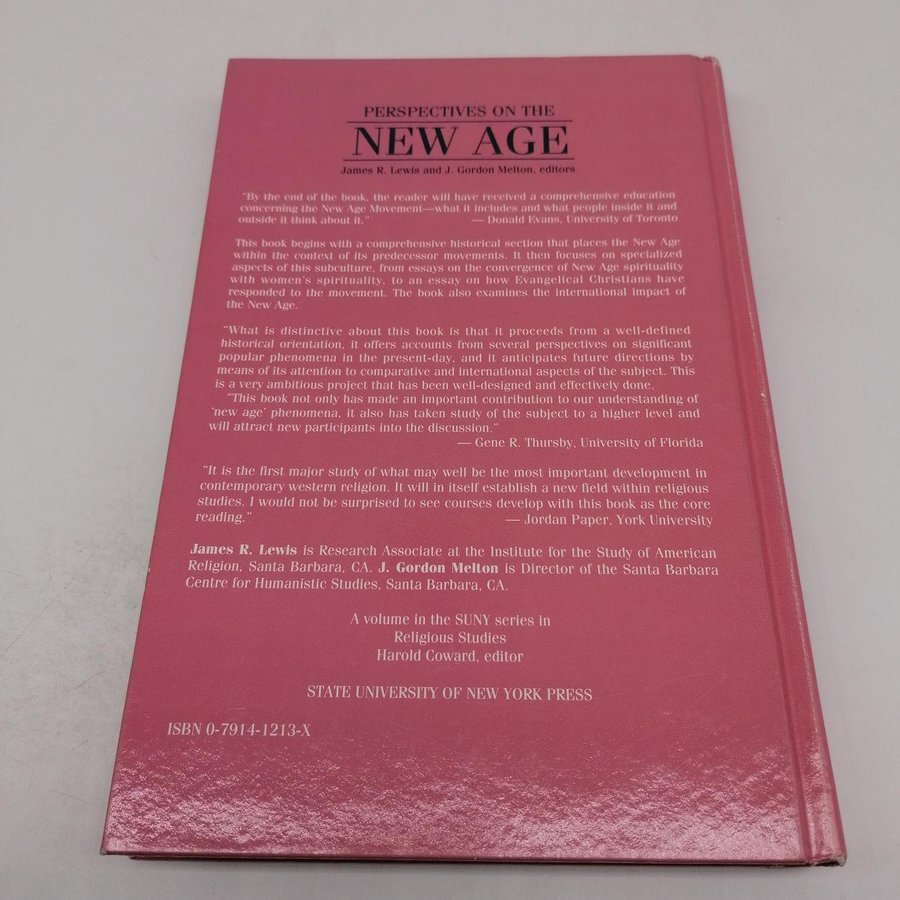 PERSPECTIVES ON THE
NEW AGE
James R. Lewis and J. Gordon Melton, editors
"By the end of the book, the reader will have received a comprehensive education
concerning the New Age Movement—what it includes and what people inside it and
outside it think about it." — Donald Evans, University of Toronto
This book begins with a comprehensive historical section that places the New Age
within the context of its predecessor movements. It then focuses on specialized
aspects of this subculture, from essays on the convergence of New Age spirituality
with women's spirituality, to an essay on how Evangelical Christians have
responded to the movement. The book also examines the international impact of
the New Age.
"What is distinctive about this book is that it proceeds from a well-defined
historical orientation, it offers accounts from several perspectives on significant
popular phenomena in the present-day, and it anticipates future directions by
means of its attention to comparative and international aspects of the subject. This
is a very ambitious project that has been well-designed and effectively done.
"This book not only has made an important contribution to our understanding of
'new age' phenomena, it also has taken study of the subject to a higher level and
will attract new participants into the discussion."
— Gene R. Thursby, University of Florida
"It is the first major study of what may well be the most important development in
contemporary western religion. It will in itself establish a new field within religious
studies. I would not be surprised to see courses develop with this book as the core
reading." — Jordan Paper, York University
James R. Lewis is Research Associate at the Institute for the Study of American
Religion, Santa Barbara, CA. J. Gordon Melton is Director of the Santa Barbara
Centre for Humanistic Studies, Santa Barbara, CA.
A volume in the SUNY series in
Religious Studies
Harold Coward, editor
STATE UNIVERSITY OF NEW YORK PRESS
ISBN 0-7914-1213-X